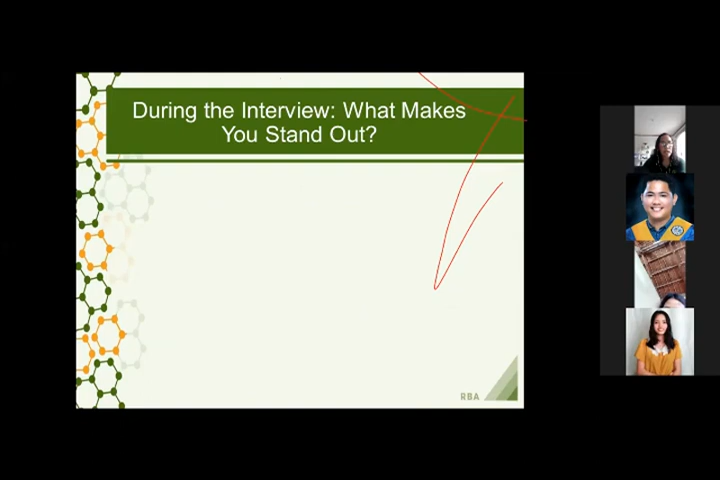 During the Interview: What Makes
You Stand Out?
RBA